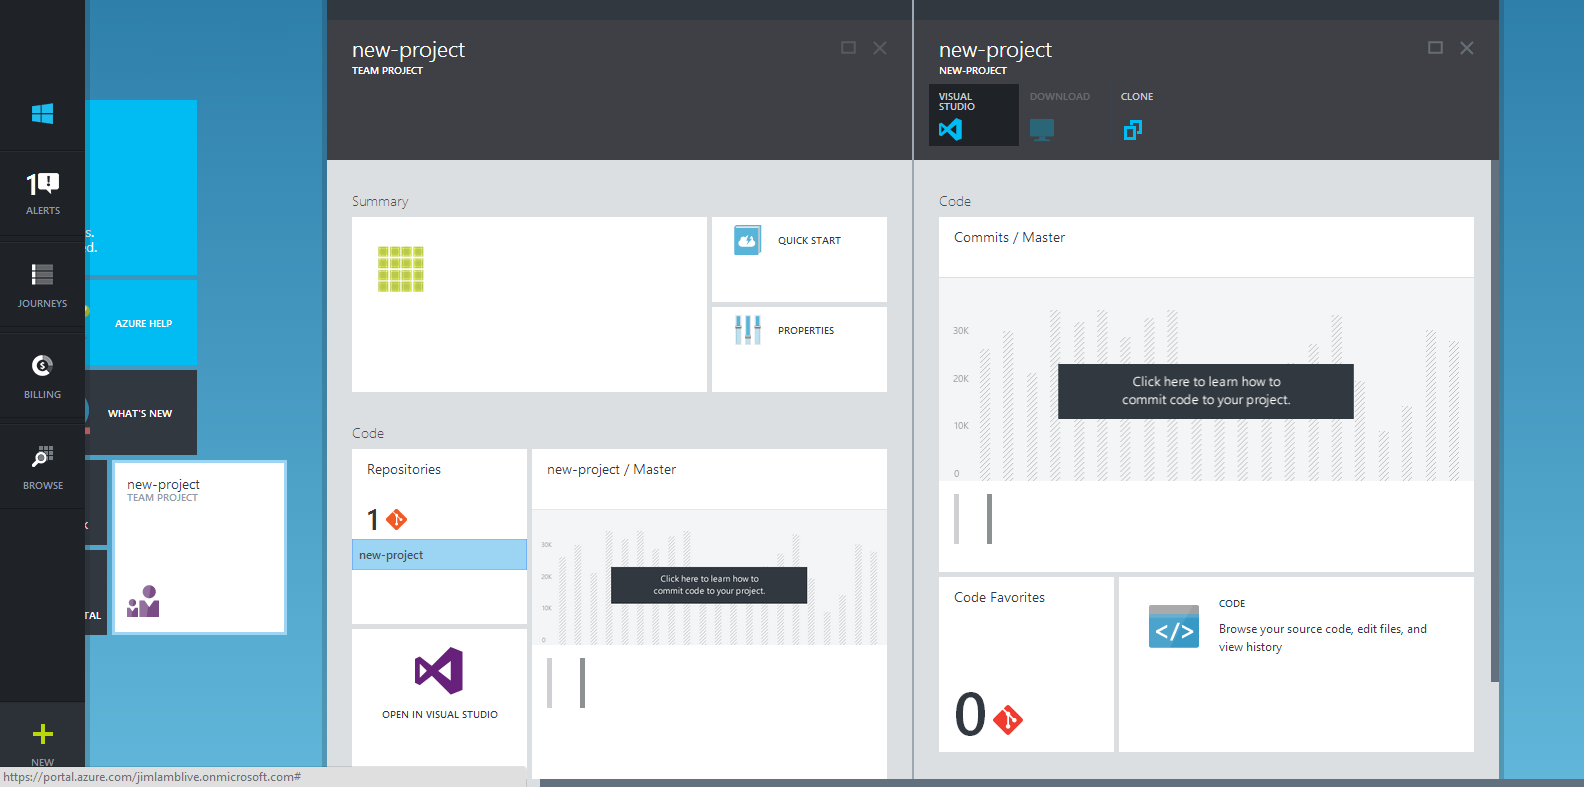 1
ALERTS
JOURNEYS
BILLING
BROWSE
NEW
s.
d.
AZURE HELP
WHAT'S NEW
K
TAL
new-project
TEAM PROJECT
https://portal.azure.com/jimlamblive.onmicrosoft.com#
new-project
TEAM PROJECT
Summary
QUICK START
PROPERTIES
Code
Repositories
1
new-project
OPEN IN VISUAL STUDIO
new-project / Master
30K
20K
10K
0
Click here to learn how to
commit code to your project.
new-project
NEW-PROJECT
VISUAL
STUDIO
DOWNLOAD
CLONE
Code
Commits / Master
30K
20K
10K
0
Click here to learn how to
commit code to your project.
Code Favorites
0
CODE
Browse your source code, edit files, and
view history